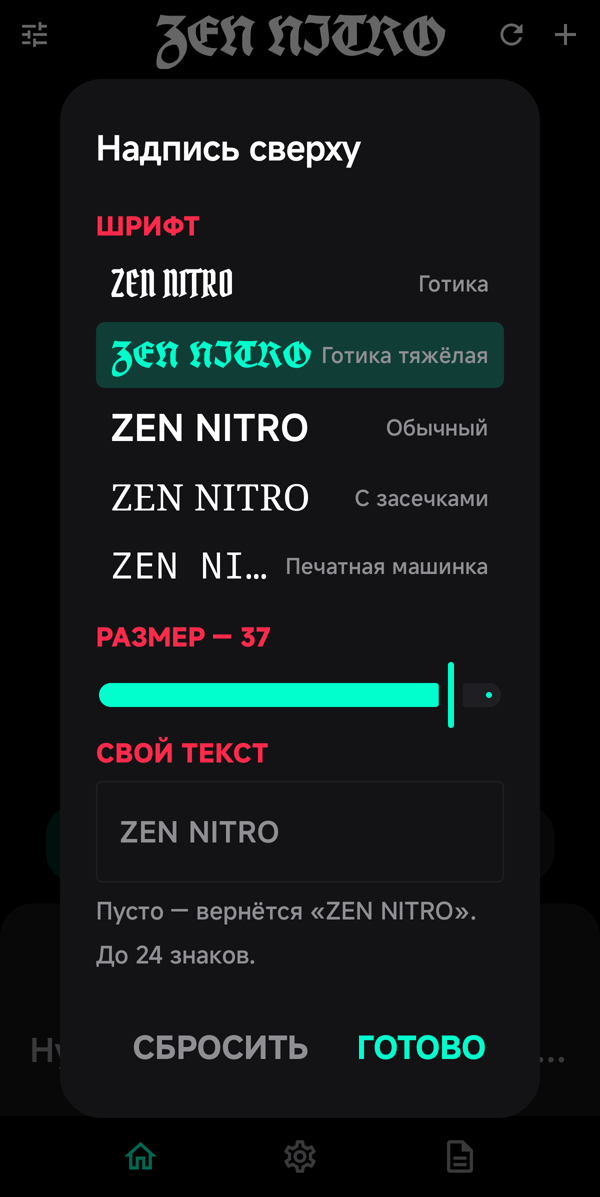 ZEN NITRO
Надпись сверху
ШРИФТ
ZEN NITRO Готика
ZEN NITRO Готика тяжёлая
ZEN NITRO Обычный
ZEN NITRO С засечками
ZEN NI... Печатная машинка
РАЗМЕР — 37
СВОЙ ТЕКСТ
ZEN NITRO
Пусто — вернётся «ZEN NITRO».
До 24 знаков.
СБРОСИТЬ ГОТОВО